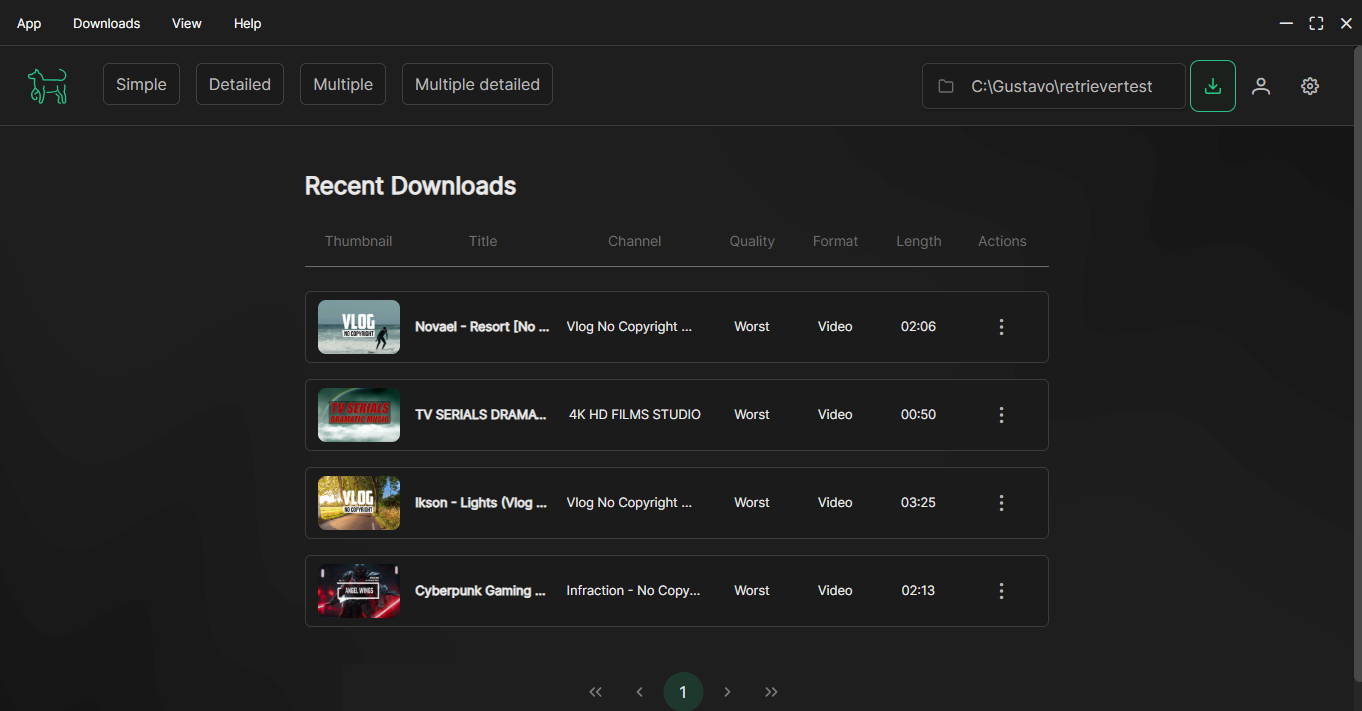 App Downloads View Help
Simple Detailed Multiple Multiple detailed C:\Gustavo\retrievertest
Recent Downloads
Thumbnail Title Channel Quality Format Length Actions
VLOG
NO COPYRIGHT
Novael - Resort [No ... Vlog No Copyright ... Worst Video 02:06
TV SERIALS
DRAMATIC MUSIC
TV SERIALS DRAMA... 4K HD FILMS STUDIO Worst Video 00:50
VLOG
NO COPYRIGHT
Ikson - Lights (Vlog ... Vlog No Copyright ... Worst Video 03:25
ANGEL WINGS
Cyberpunk Gaming ... Infraction - No Copy... Worst Video 02:13
1